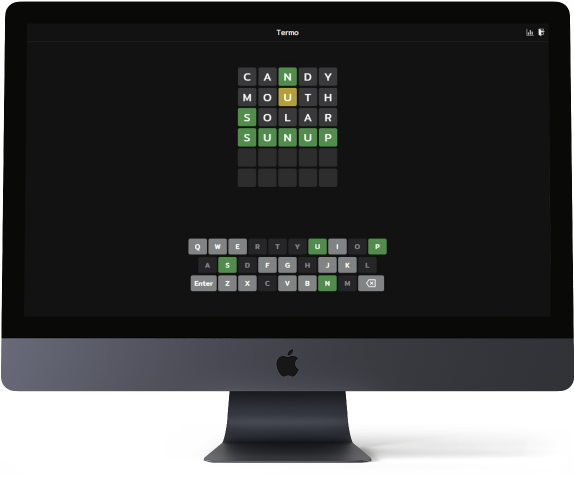 Termo
C A N D Y
M O U T H
S O L A R
S U N U P
Q W E R T Y U I O P
A S D F G H J K L
Enter Z X C V B N M